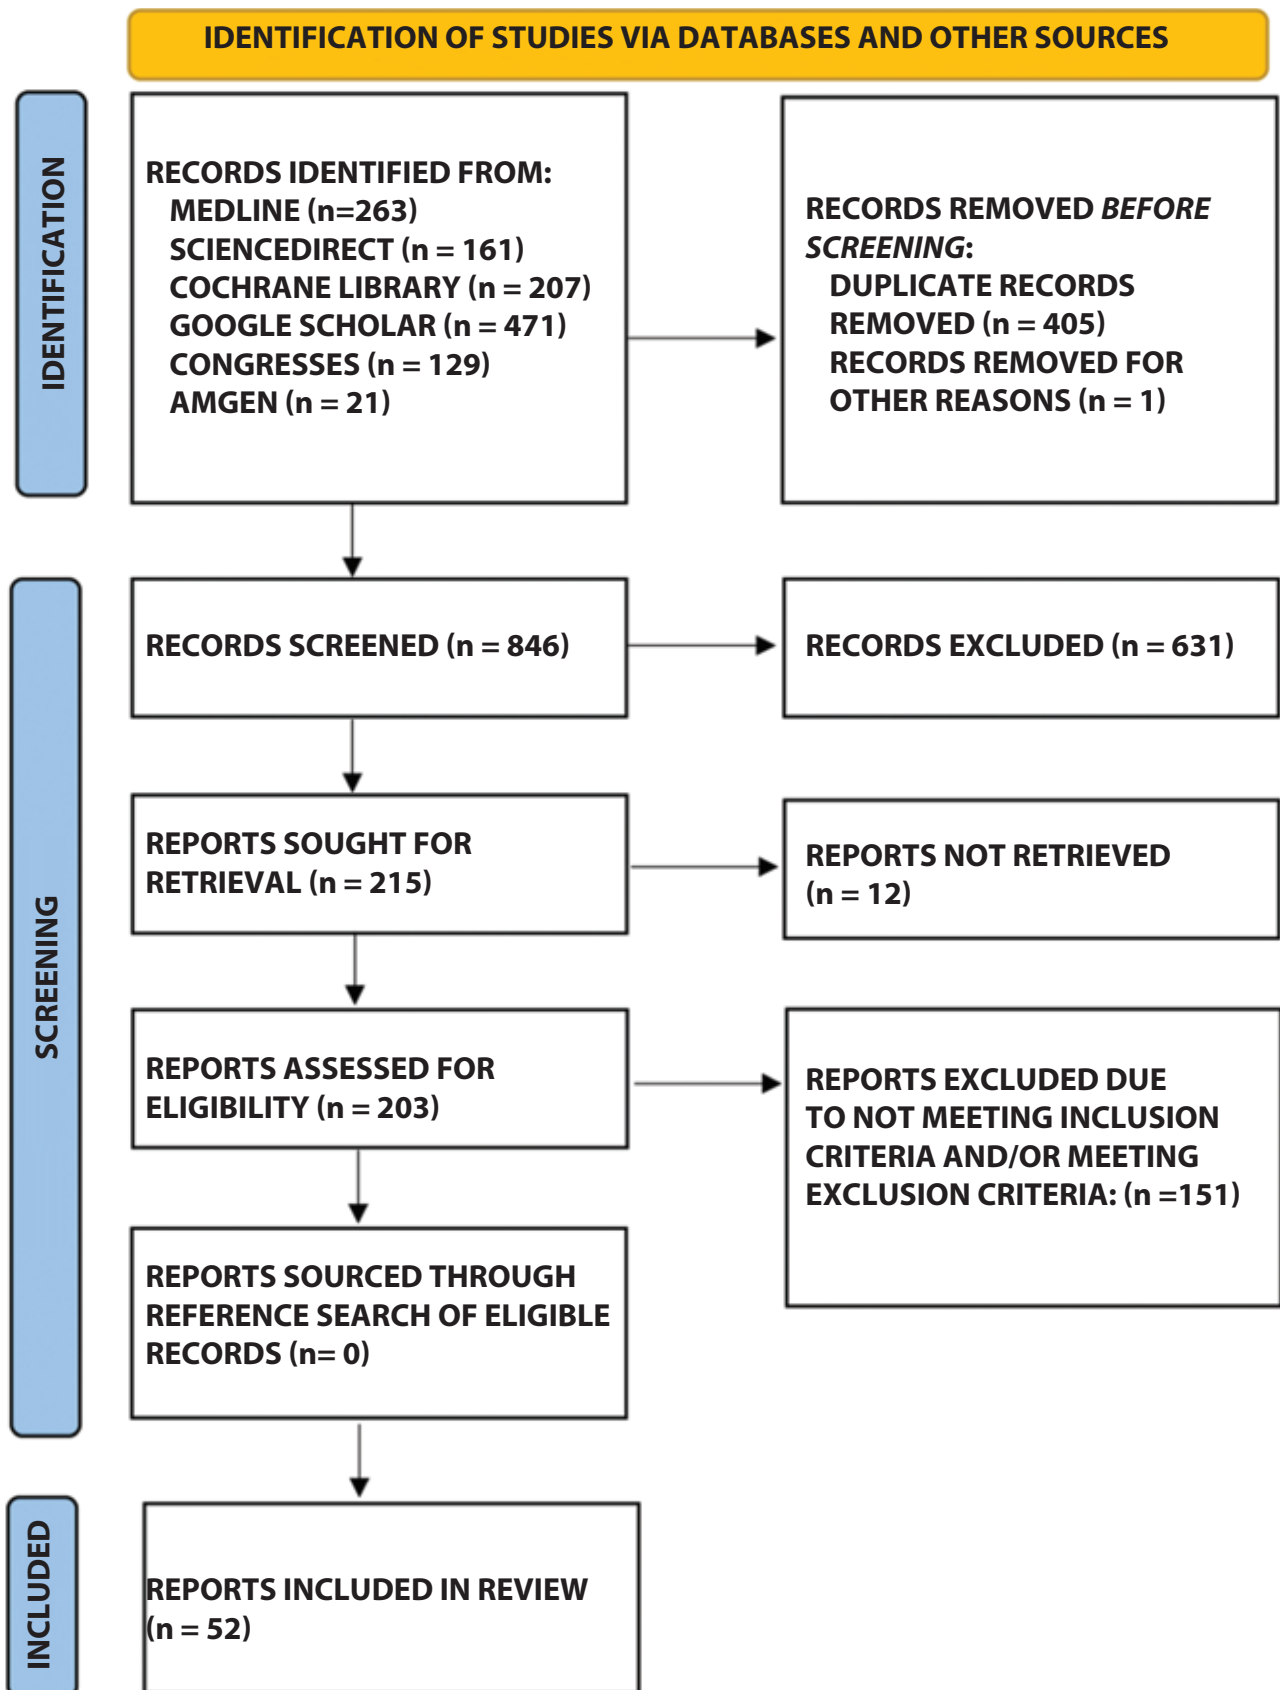 IDENTIFICATION OF STUDIES VIA DATABASES AND OTHER SOURCES
IDENTIFICATION
RECORDS IDENTIFIED FROM:
MEDLINE (n=263)
SCIENCEDIRECT (n = 161)
COCHRANE LIBRARY (n = 207)
GOOGLE SCHOLAR (n = 471)
CONGRESSES (n = 129)
AMGEN (n = 21)
RECORDS REMOVED BEFORE
SCREENING:
DUPLICATE RECORDS
REMOVED (n = 405)
RECORDS REMOVED FOR
OTHER REASONS (n = 1)
SCREENING
RECORDS SCREENED (n = 846)
RECORDS EXCLUDED (n = 631)
REPORTS SOUGHT FOR
RETRIEVAL (n = 215)
REPORTS NOT RETRIEVED
(n = 12)
REPORTS ASSESSED FOR
ELIGIBILITY (n = 203)
REPORTS EXCLUDED DUE
TO NOT MEETING INCLUSION
CRITERIA AND/OR MEETING
EXCLUSION CRITERIA: (n =151)
REPORTS SOURCED THROUGH
REFERENCE SEARCH OF ELIGIBLE
RECORDS (n= 0)
INCLUDED
REPORTS INCLUDED IN REVIEW
(n = 52)